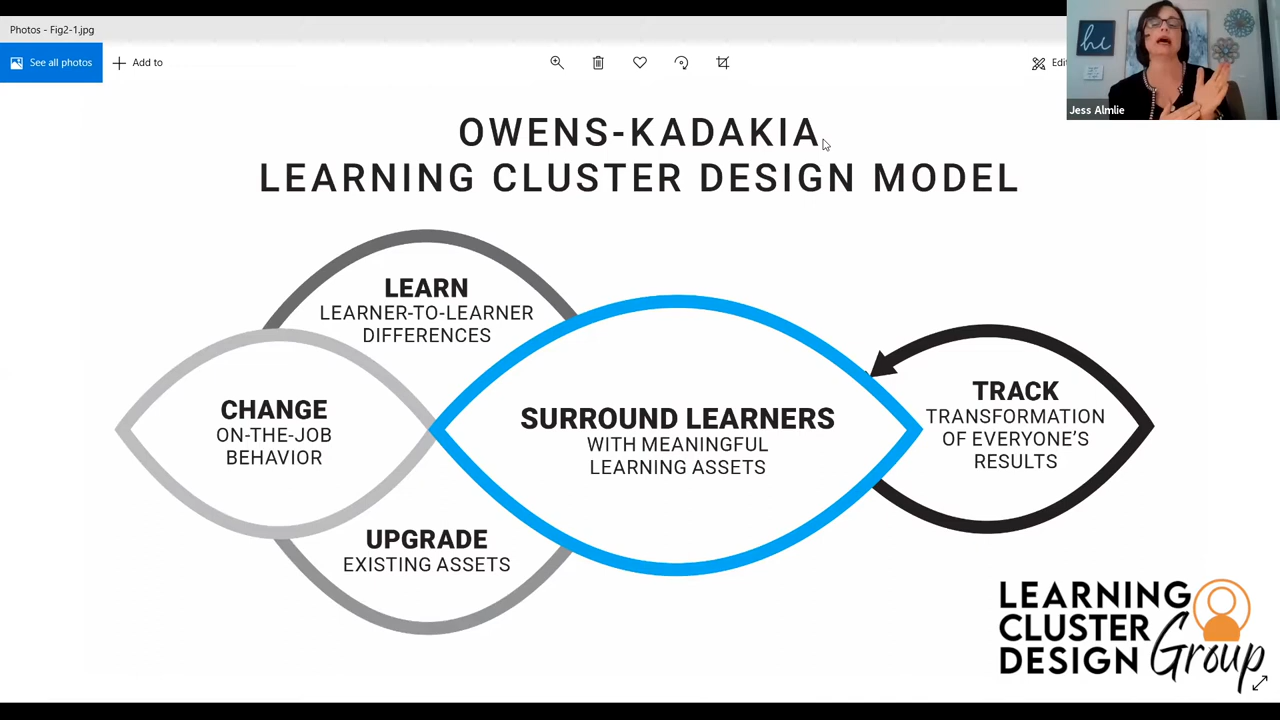 Photos - Fig2-1.jpg
See all photos
Add to
Edi
hi
Jess Almlie
OWENS-KADAKIA
LEARNING CLUSTER DESIGN MODEL
LEARN
LEARNER-TO-LEARNER
DIFFERENCES
CHANGE
ON-THE-JOB
BEHAVIOR
SURROUND LEARNERS
WITH MEANINGFUL
LEARNING ASSETS
TRACK
TRANSFORMATION
OF EVERYONE'S
RESULTS
UPGRADE
EXISTING ASSETS
LEARNING
CLUSTER
DESIGN Group